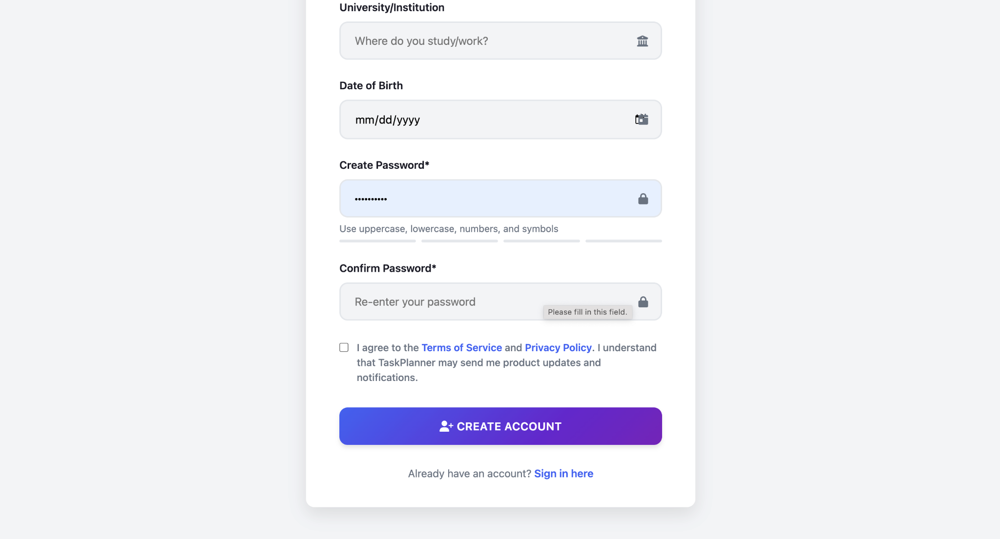 University/Institution
Where do you study/work?
Date of Birth
mm/dd/yyyy
Create Password*
••••••••••
Use uppercase, lowercase, numbers, and symbols
Confirm Password*
Re-enter your password
Please fill in this field.
I agree to the Terms of Service and Privacy Policy. I understand
that TaskPlanner may send me product updates and
notifications.
CREATE ACCOUNT
Already have an account? Sign in here